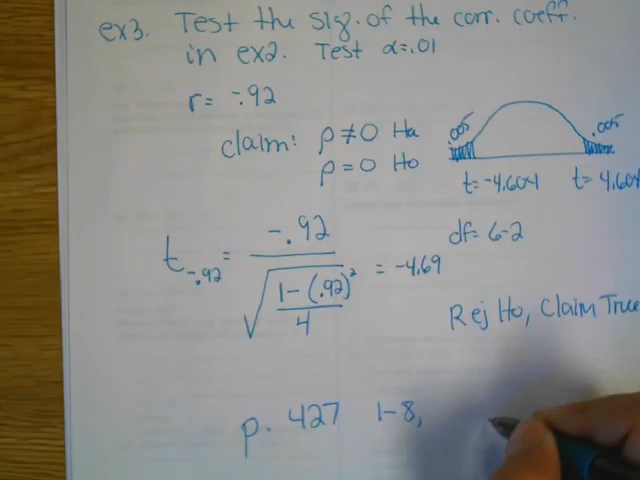 ex3. Test the sig. of the corr. coeff.
in ex2. Test α=.01
r= -.92
claim: ρ≠0 Ha
ρ=0 Ho
.005 .005
t=-4.604 t=4.604
df= 6-2
t-.92 = -.92 / √((1-(.92)²)/4) = -4.69
Rej Ho, Claim True
p. 427 1-8,